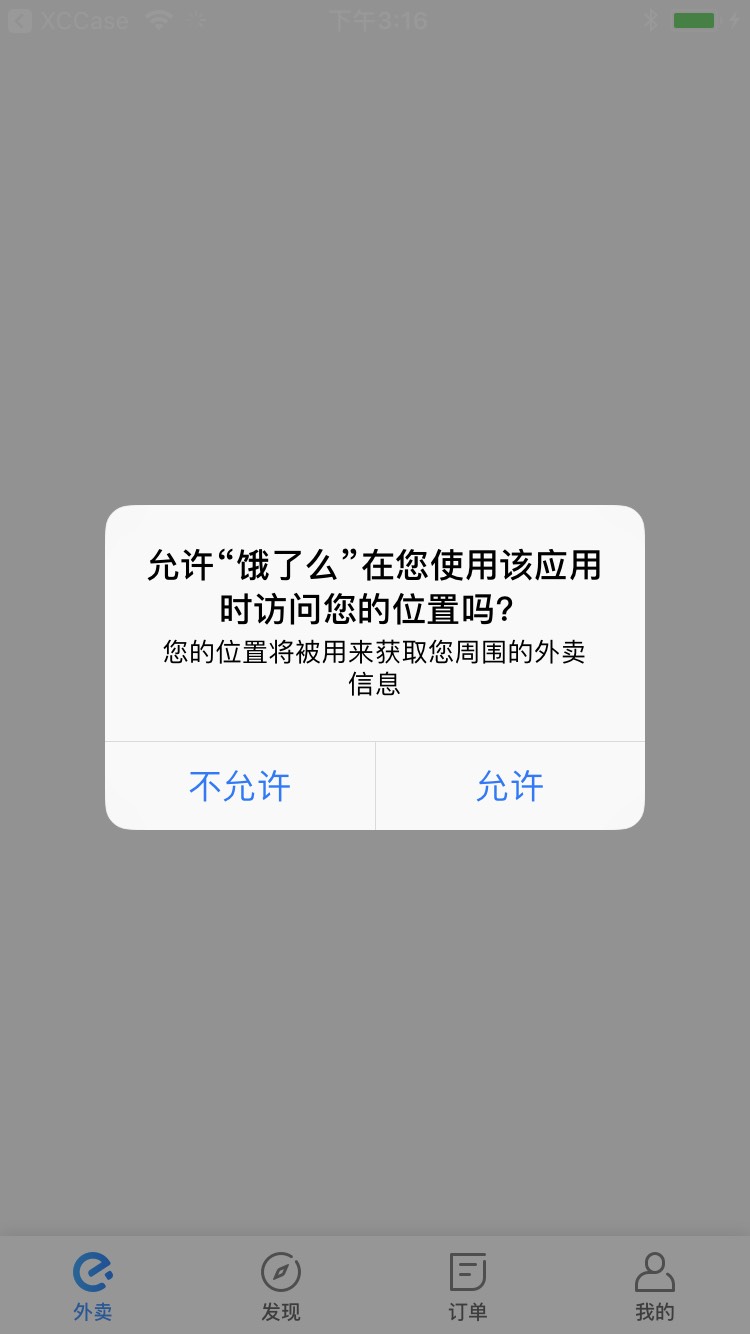 XCCase
下午3:16
允许“饿了么”在您使用该应用
时访问您的位置吗?
您的位置将被用来获取您周围的外卖
信息
不允许
允许
外卖
发现
订单
我的